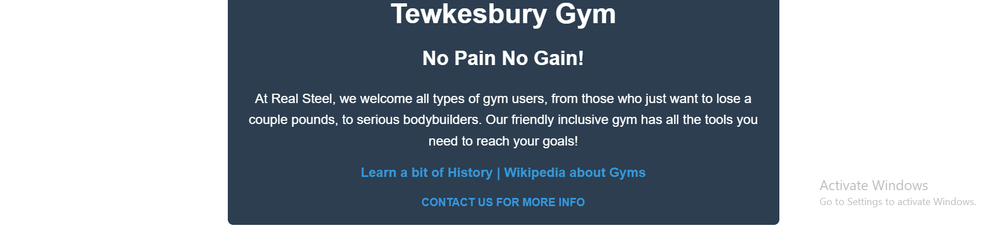 Tewkesbury Gym
No Pain No Gain!
At Real Steel, we welcome all types of gym users, from those who just want to lose a
couple pounds, to serious bodybuilders. Our friendly inclusive gym has all the tools you
need to reach your goals!
Learn a bit of History | Wikipedia about Gyms
CONTACT US FOR MORE INFO
Activate Windows
Go to Settings to activate Windows.